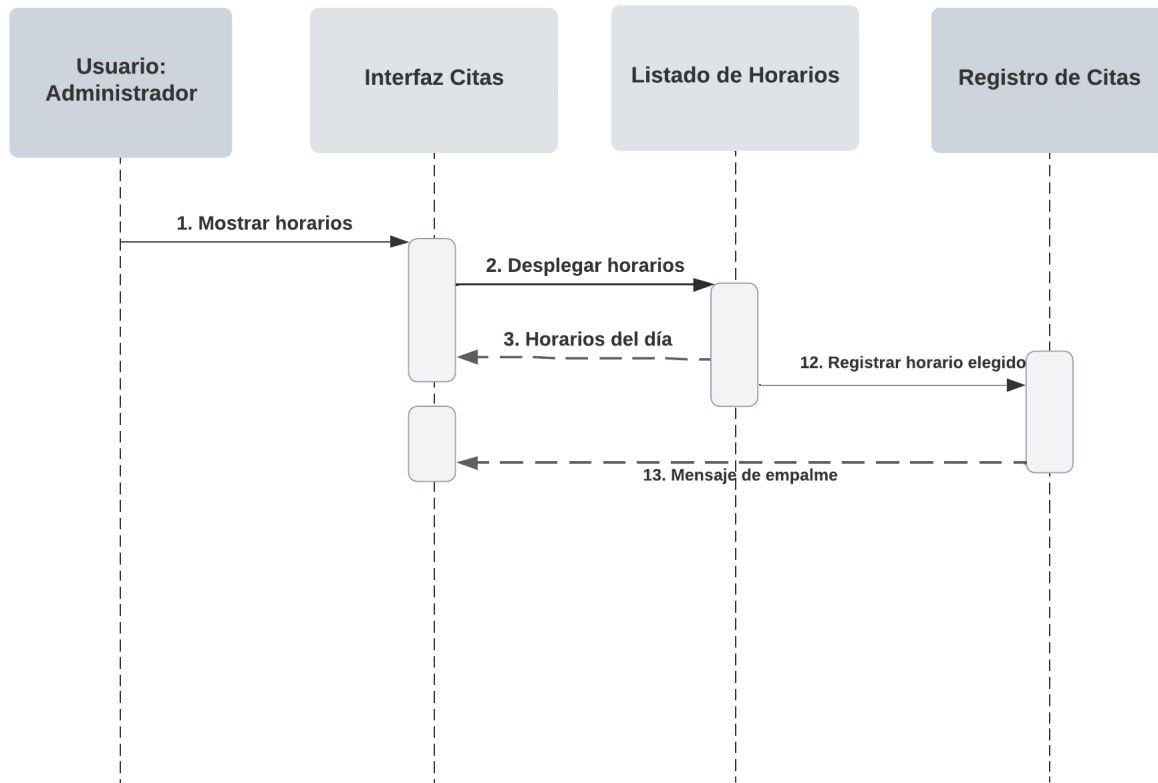 Usuario:
Administrador
Interfaz Citas
Listado de Horarios
Registro de Citas
1. Mostrar horarios
2. Desplegar horarios
3. Horarios del día
12. Registrar horario elegido
13. Mensaje de empalme